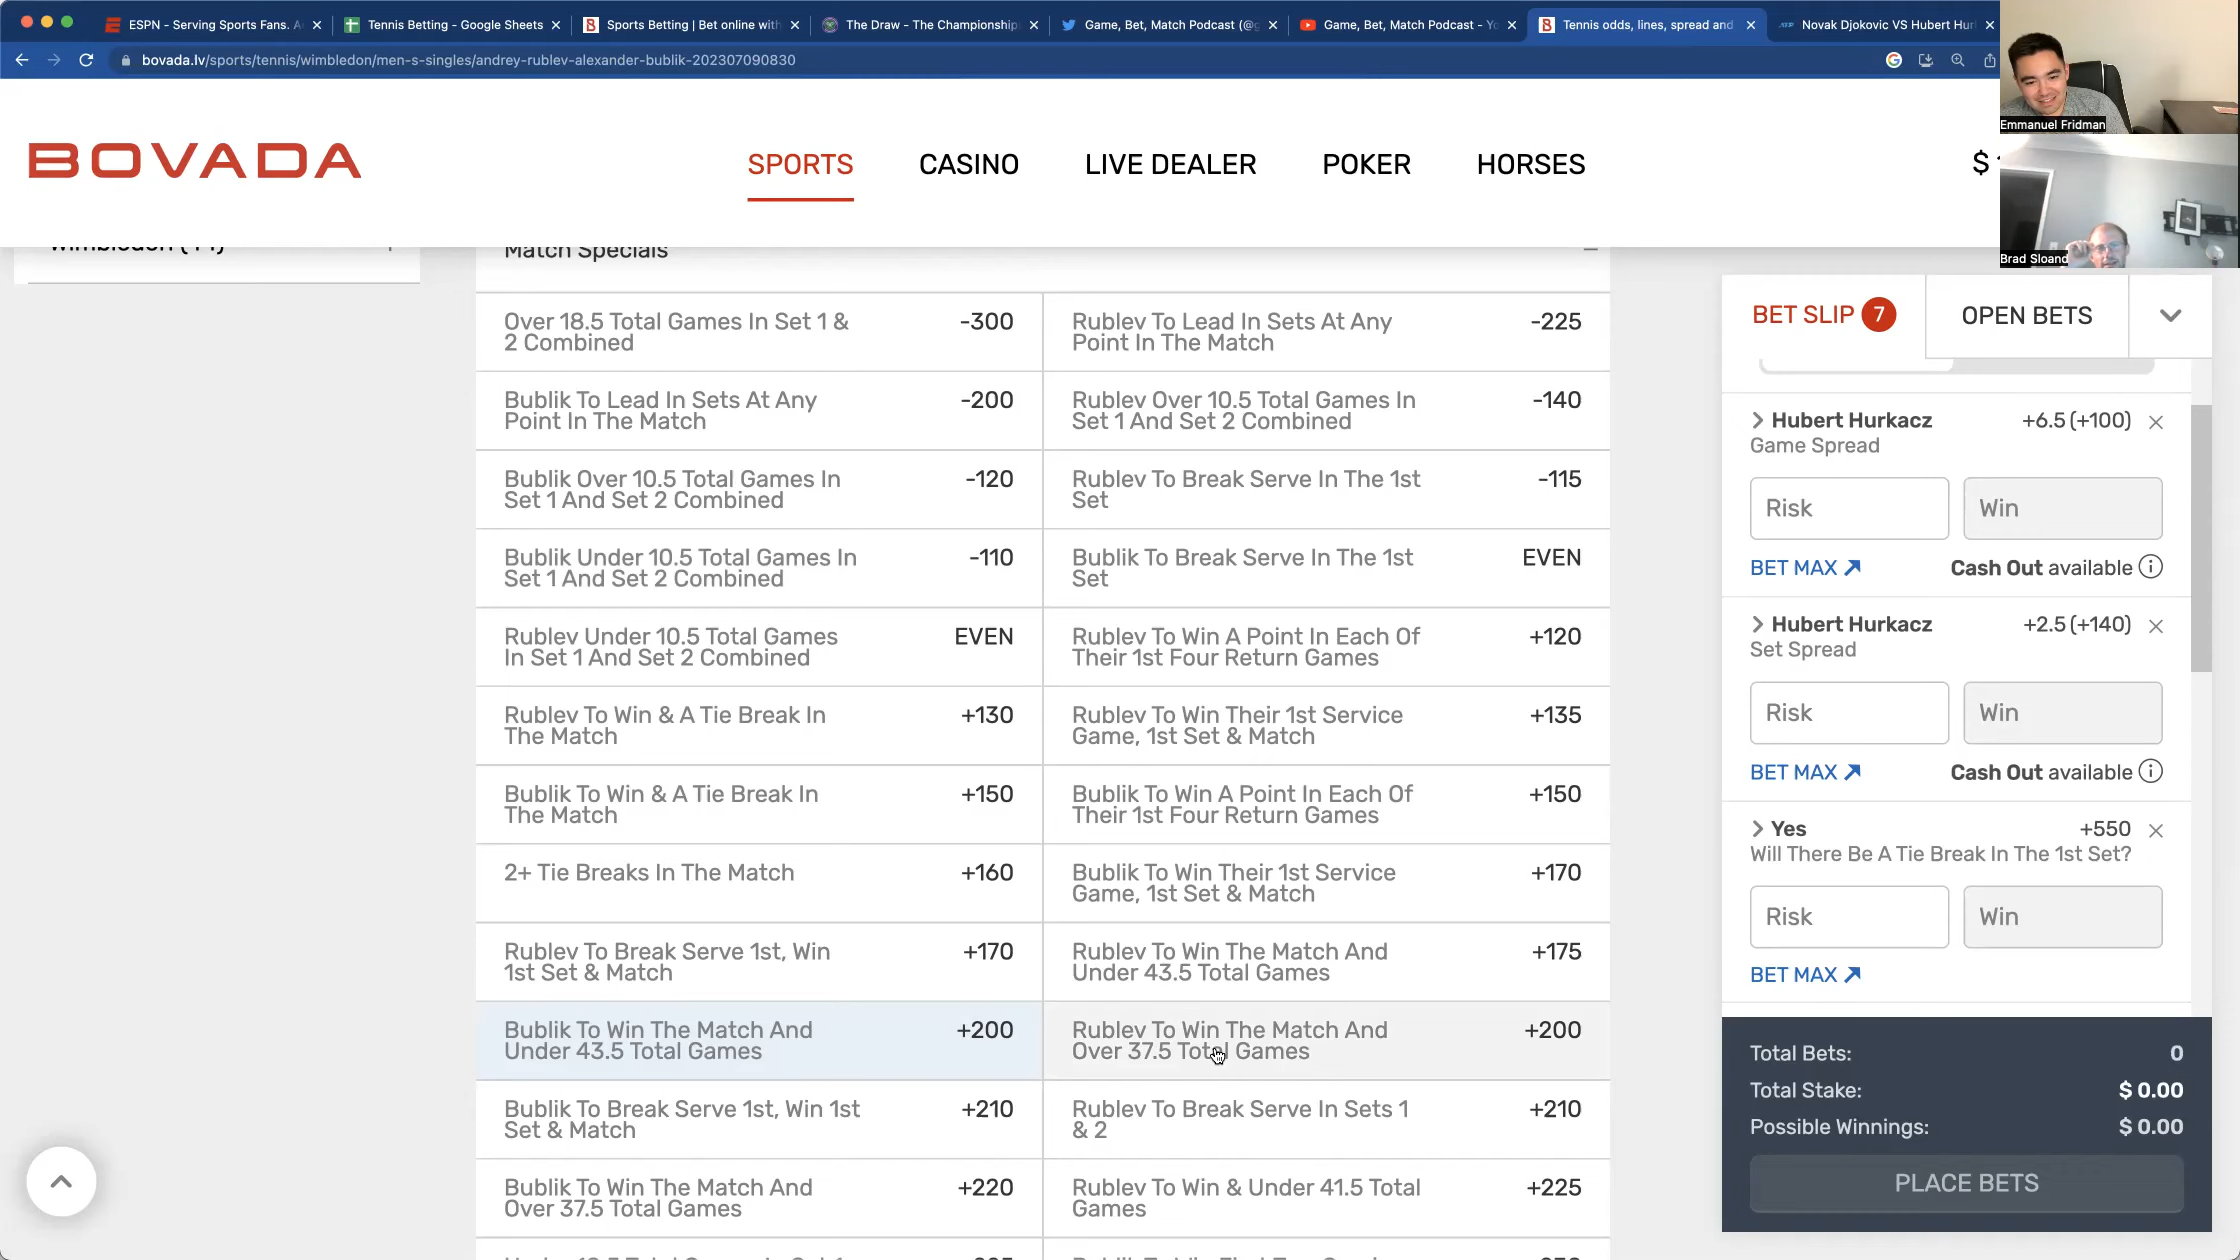 ESPN - Serving Sports Fans. A
Tennis Betting - Google Sheets
Sports Betting | Bet online with
The Draw - The Championship
Game, Bet, Match Podcast (@g
Game, Bet, Match Podcast - Yo
Tennis odds, lines, spread and
Novak Djokovic VS Hubert Hur
bovada.lv/sports/tennis/wimbledon/men-s-singles/andrey-rublev-alexander-bublik-202307090830
Emmanuel Fridman
Brad Sloand
BOVADA
SPORTS
CASINO
LIVE DEALER
POKER
HORSES
$
Match Specials
Over 18.5 Total Games In Set 1 &
2 Combined
-300
Rublev To Lead In Sets At Any
Point In The Match
-225
Bublik To Lead In Sets At Any
Point In The Match
-200
Rublev Over 10.5 Total Games In
Set 1 And Set 2 Combined
-140
Bublik Over 10.5 Total Games In
Set 1 And Set 2 Combined
-120
Rublev To Break Serve In The 1st
Set
-115
Bublik Under 10.5 Total Games In
Set 1 And Set 2 Combined
-110
Bublik To Break Serve In The 1st
Set
EVEN
Rublev Under 10.5 Total Games
In Set 1 And Set 2 Combined
EVEN
Rublev To Win A Point In Each Of
Their 1st Four Return Games
+120
Rublev To Win & A Tie Break In
The Match
+130
Rublev To Win Their 1st Service
Game, 1st Set & Match
+135
Bublik To Win & A Tie Break In
The Match
+150
Bublik To Win A Point In Each Of
Their 1st Four Return Games
+150
2+ Tie Breaks In The Match
+160
Bublik To Win Their 1st Service
Game, 1st Set & Match
+170
Rublev To Break Serve 1st, Win
1st Set & Match
+170
Rublev To Win The Match And
Under 43.5 Total Games
+175
Bublik To Win The Match And
Under 43.5 Total Games
+200
Rublev To Win The Match And
Over 37.5 Total Games
+200
Bublik To Break Serve 1st, Win 1st
Set & Match
+210
Rublev To Break Serve In Sets 1
& 2
+210
Bublik To Win The Match And
Over 37.5 Total Games
+220
Rublev To Win & Under 41.5 Total
Games
+225
BET SLIP 7
OPEN BETS
Hubert Hurkacz
+6.5 (+100)
Game Spread
Risk
Win
BET MAX
Cash Out available
Hubert Hurkacz
+2.5 (+140)
Set Spread
Risk
Win
BET MAX
Cash Out available
Yes
+550
Will There Be A Tie Break In The 1st Set?
Risk
Win
BET MAX
Total Bets:
0
Total Stake:
$ 0.00
Possible Winnings:
$ 0.00
PLACE BETS